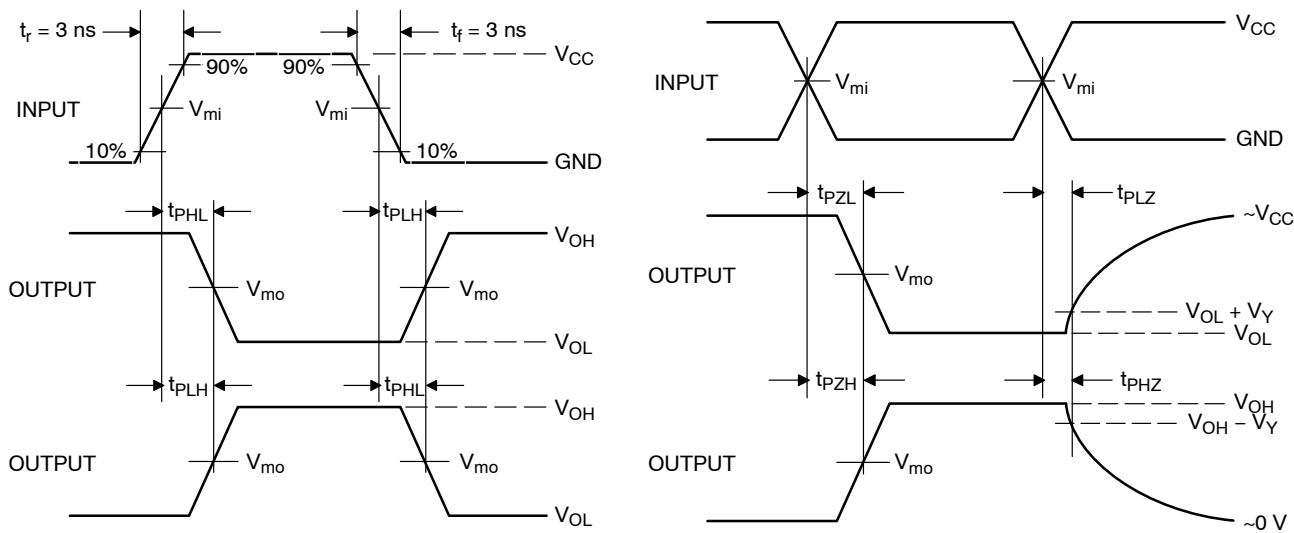 t_r = 3 ns
t_f = 3 ns
V_CC
90%
90%
INPUT
V_mi
V_mi
10%
10%
GND
t_PHL
t_PLH
V_OH
OUTPUT
V_mo
V_mo
V_OL
t_PLH
t_PHL
V_OH
OUTPUT
V_mo
V_mo
V_OL
V_CC
INPUT
V_mi
V_mi
GND
t_PZL
t_PLZ
~V_CC
OUTPUT
V_mo
V_OL + V_Y
V_OL
t_PZH
t_PHZ
V_OH
V_OH – V_Y
OUTPUT
V_mo
~0 V